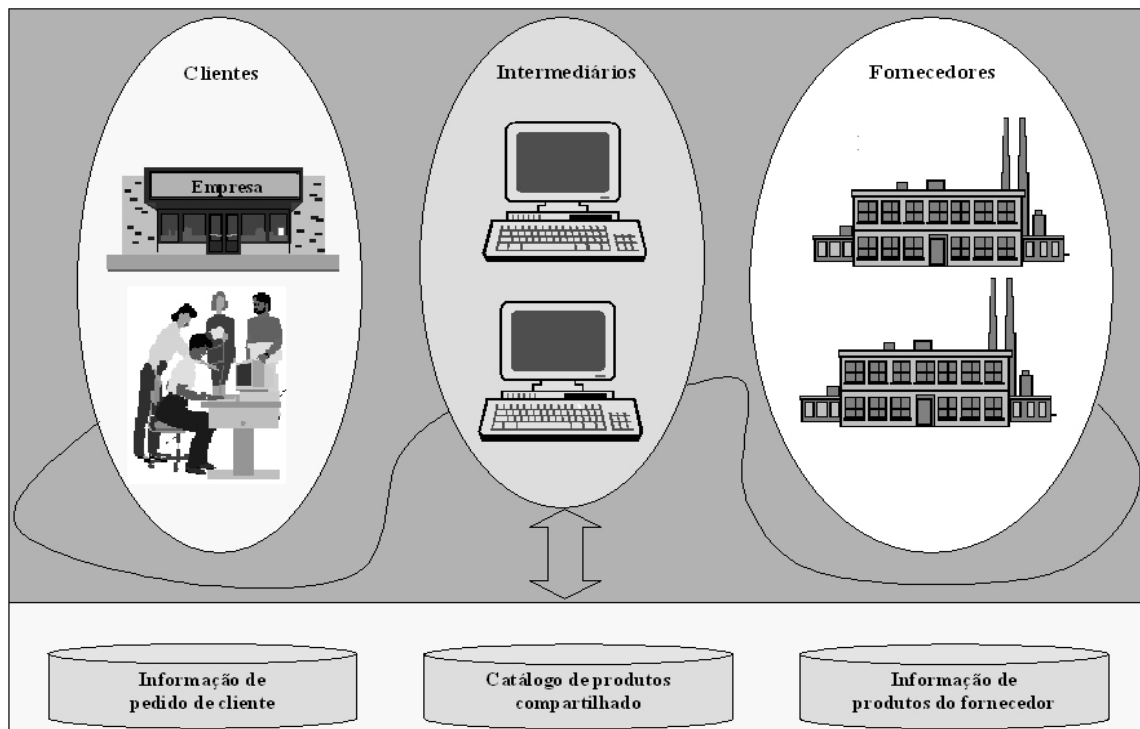 Clientes
Intermediários
Fornecedores
Empresa
Informação de
pedido de cliente
Catálogo de produtos
compartilhado
Informação de
produtos do fornecedor